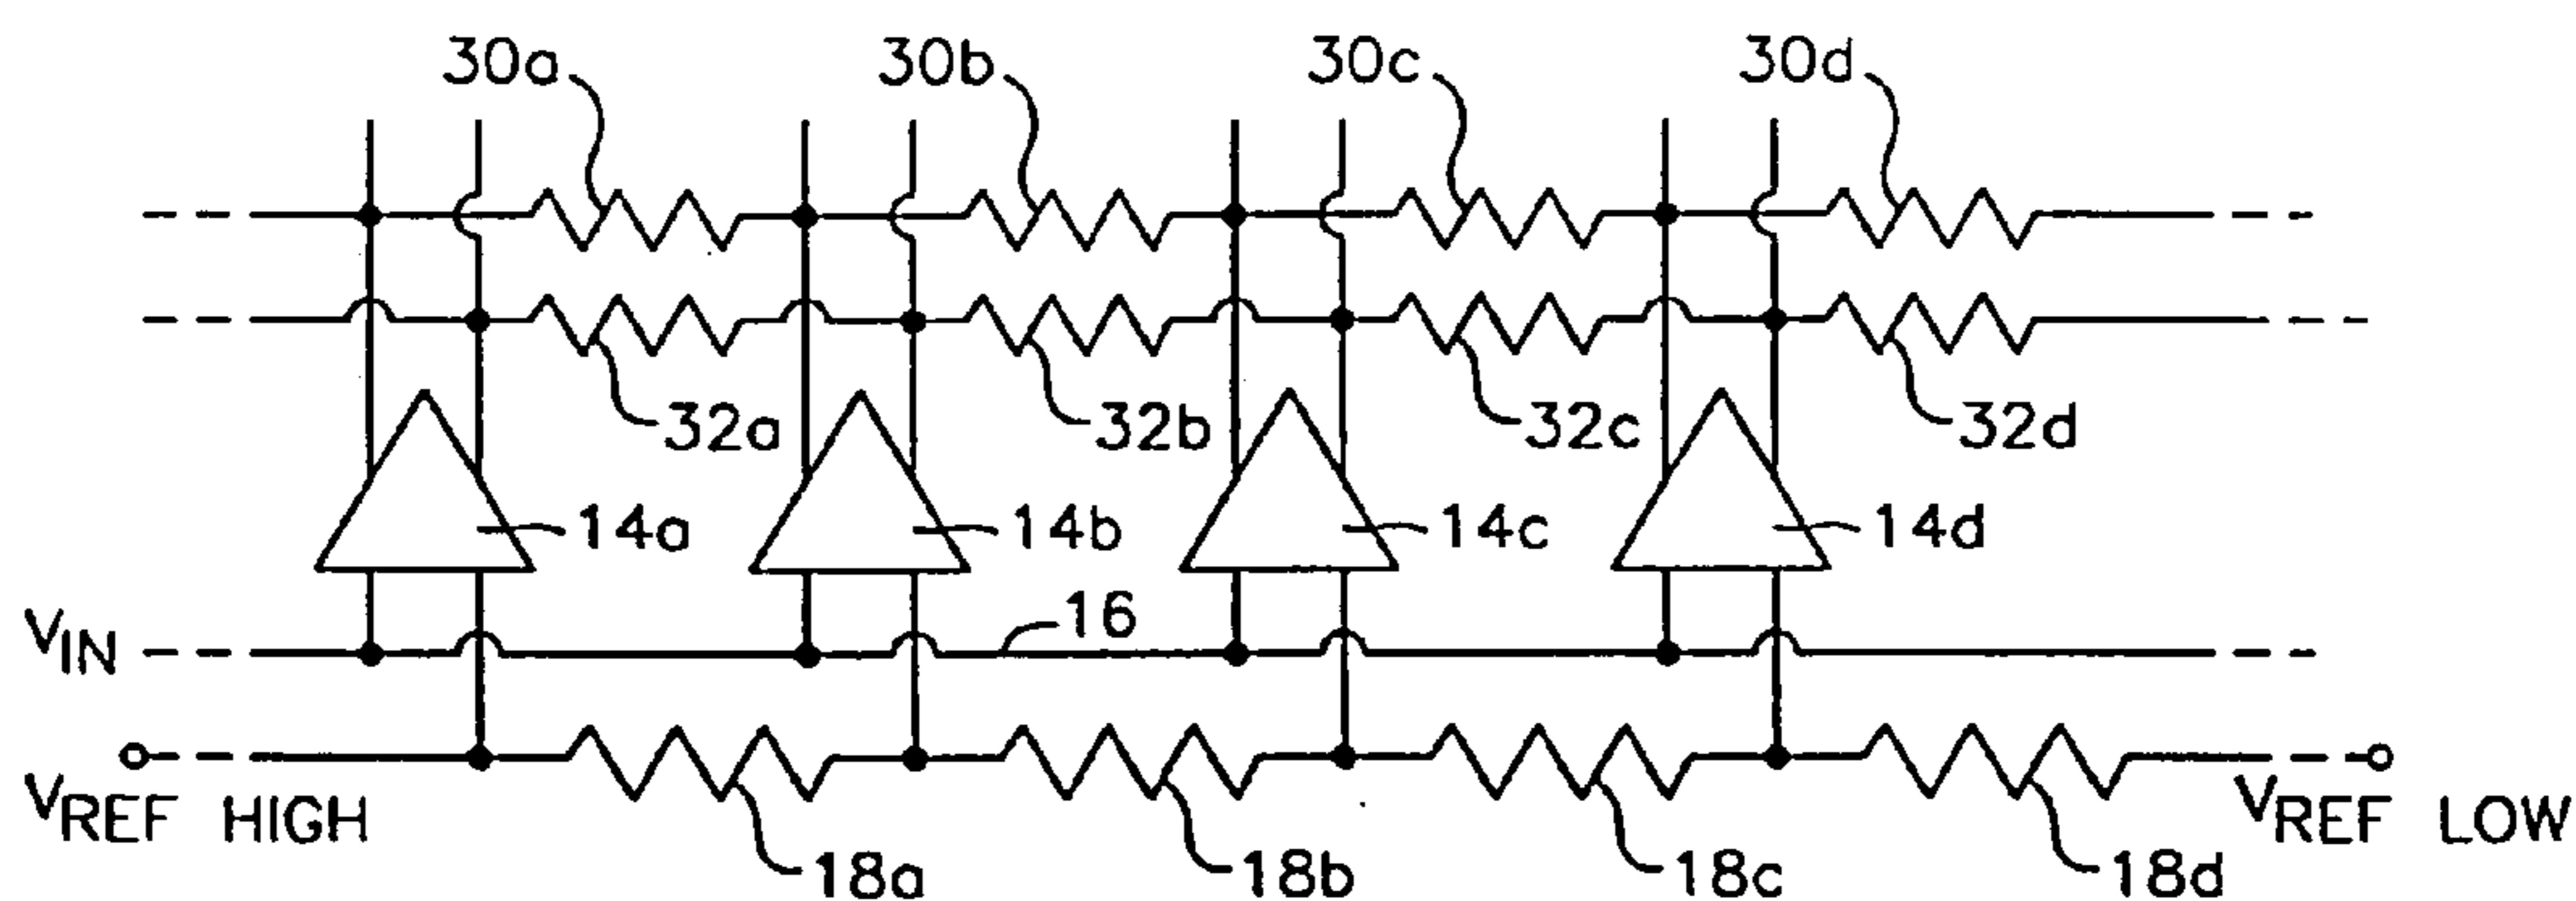 30a 30b 30c 30d
32a 32b 32c 32d
14a 14b 14c 14d
VIN 16
VREF HIGH VREF LOW
18a 18b 18c 18d